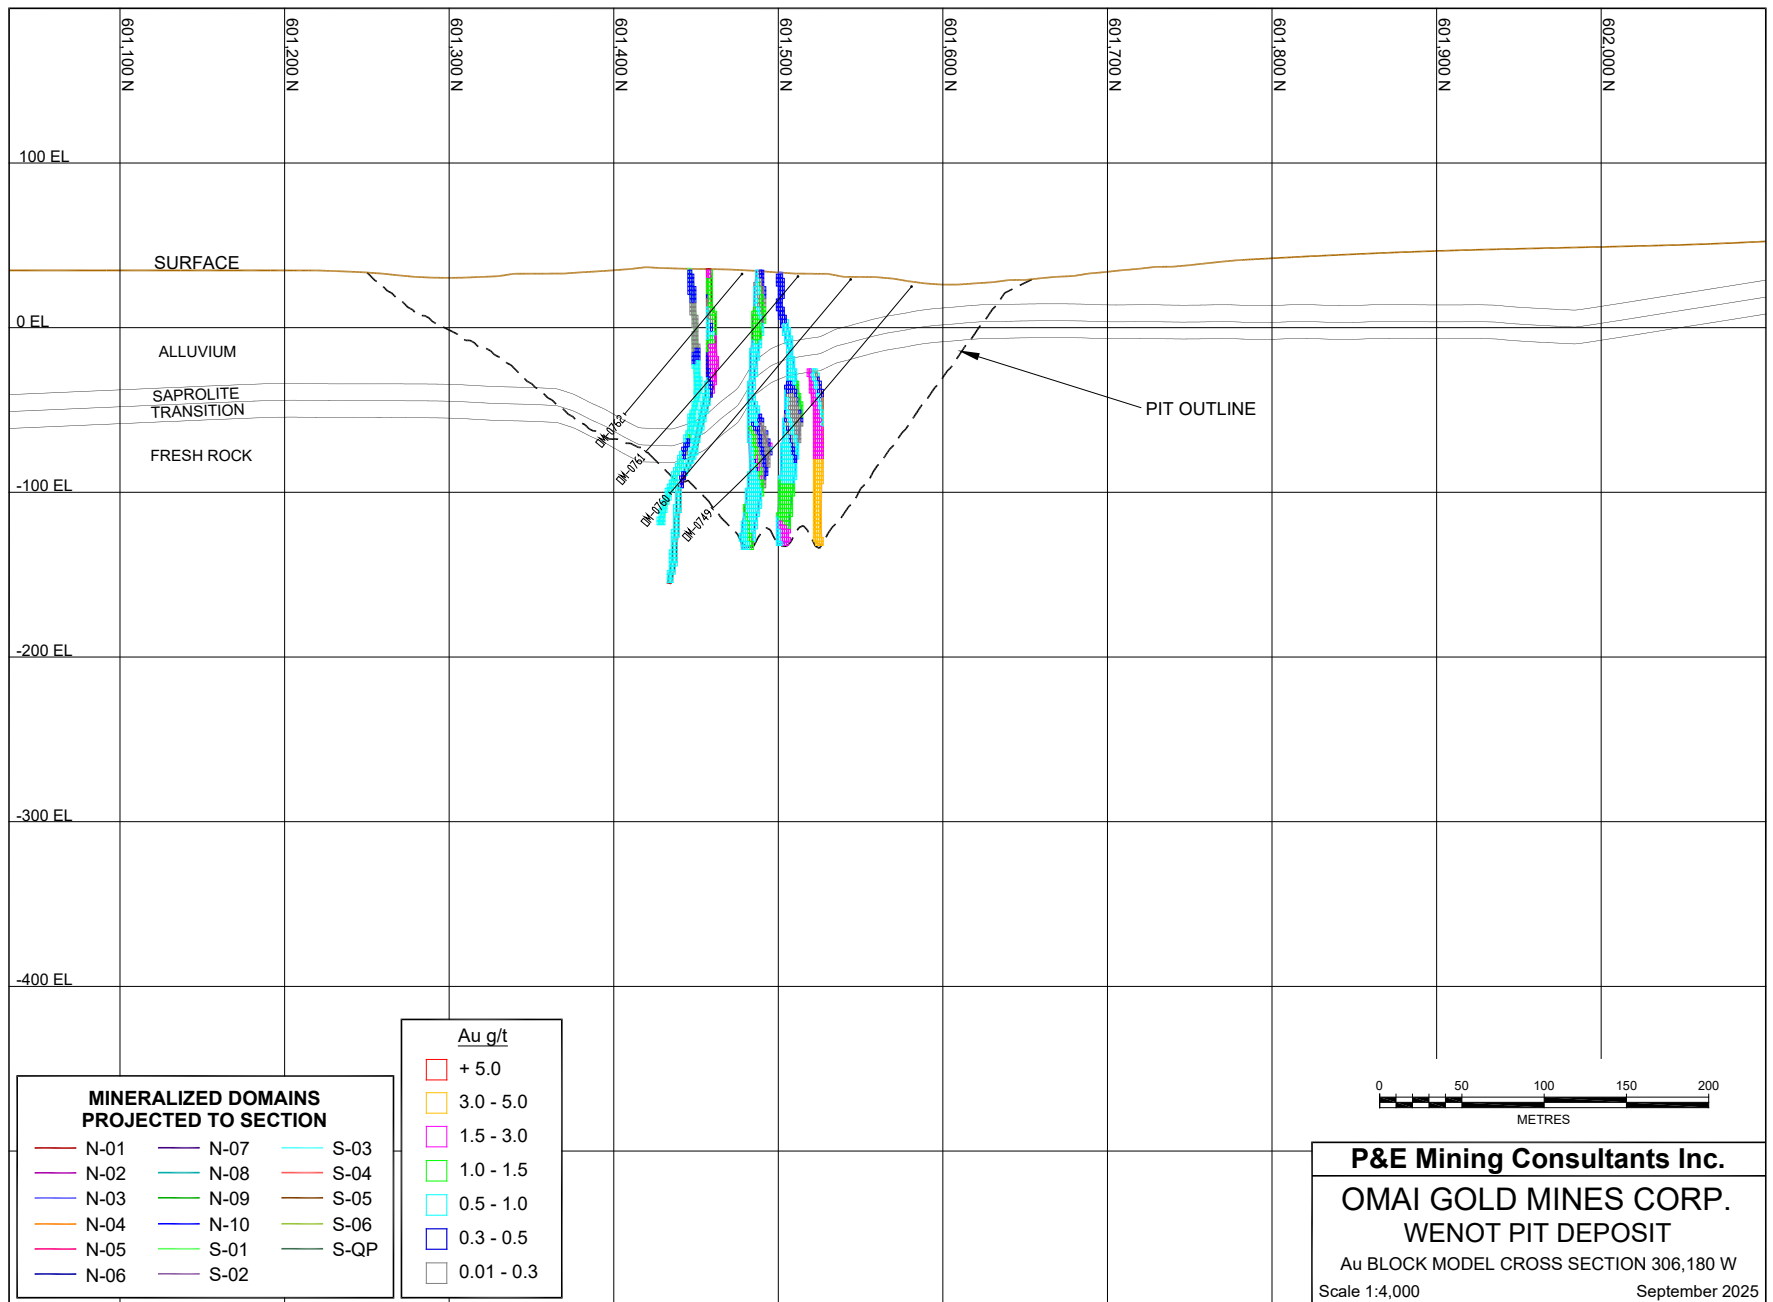 601,100 N
601,200 N
601,300 N
601,400 N
601,500 N
601,600 N
601,700 N
601,800 N
601,900 N
602,000 N
100 EL
SURFACE
0 EL
ALLUVIUM
SAPROLITE
TRANSITION
FRESH ROCK
PIT OUTLINE
DM-0762
DM-0761
DM-0760
DM-0749
-100 EL
-200 EL
-300 EL
-400 EL
MINERALIZED DOMAINS
PROJECTED TO SECTION
N-01
N-02
N-03
N-04
N-05
N-06
N-07
N-08
N-09
N-10
S-01
S-02
S-03
S-04
S-05
S-06
S-QP
Au g/t
+ 5.0
3.0 - 5.0
1.5 - 3.0
1.0 - 1.5
0.5 - 1.0
0.3 - 0.5
0.01 - 0.3
0 50 100 150 200
METRES
P&E Mining Consultants Inc.
OMAI GOLD MINES CORP.
WENOT PIT DEPOSIT
Au BLOCK MODEL CROSS SECTION 306,180 W
Scale 1:4,000 September 2025